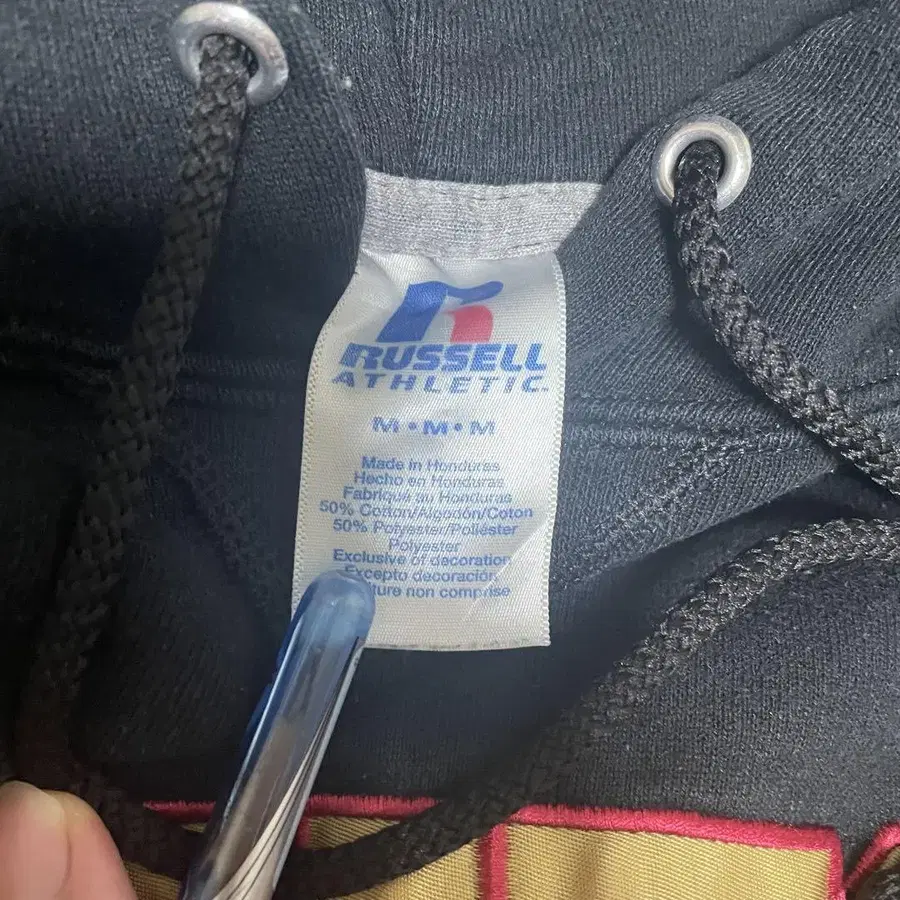 RUSSELL
ATHLETIC
M•M•M
Made in Honduras
Hecho en Honduras
Fabriqué au Honduras
50% Cotton/Algodón/Coton
50% Polyester/Poliéster
Polyester
Exclusive of decoration
Excepto decoración
non comprise